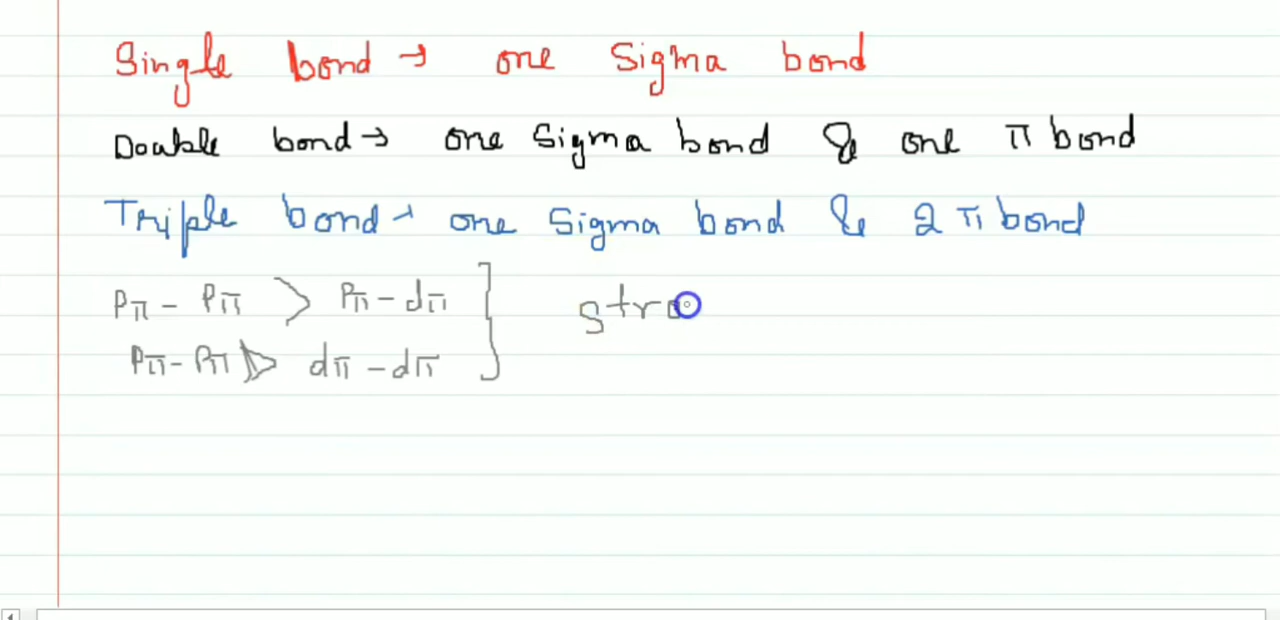 Single bond → one Sigma bond
Double bond → one Sigma bond & one π bond
Triple bond → one Sigma bond & 2 π bond
Pπ - Pπ > Pπ - dπ
Pπ - Pπ > dπ - dπ
stro